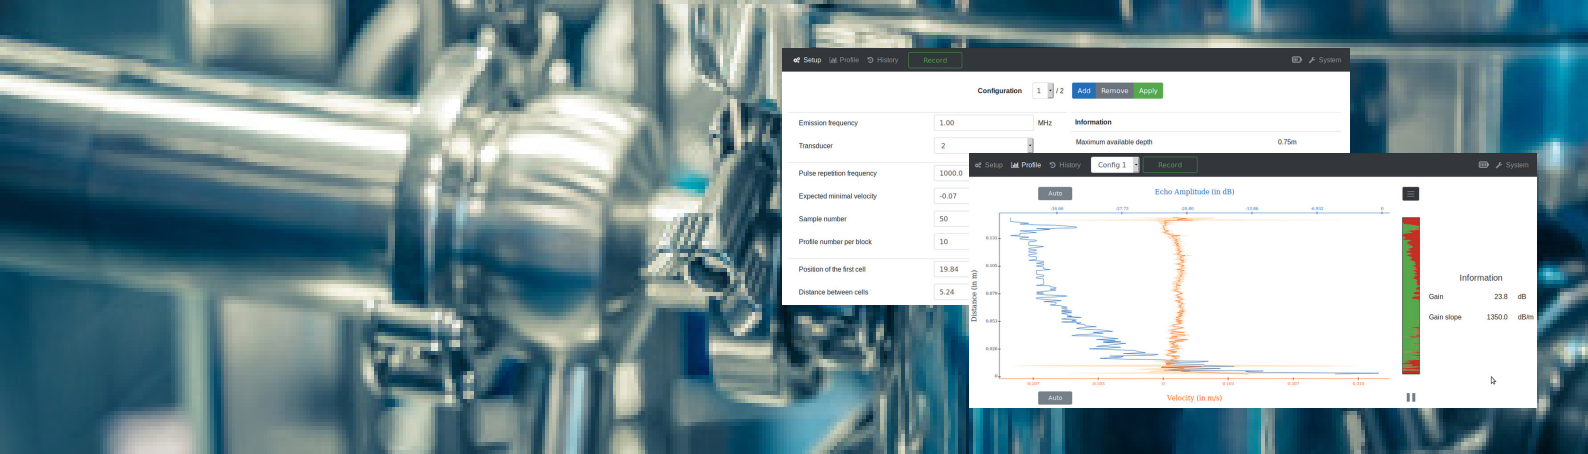 Setup Profile History Record System
Configuration 1 / 2 Add Remove Apply
Emission frequency 1.00 MHz
Information
Transducer 2
Maximum available depth 0.75m
Pulse repetition frequency 1000.0
Expected minimal velocity -0.07
Sample number 50
Profile number per block 10
Position of the first cell 19.84
Distance between cells 5.24
Setup Profile History Config 1 Record System
Auto
Echo Amplitude (in dB)
Distance (in m)
Information
Gain 23.8 dB
Gain slope 1350.0 dB/m
Auto
Velocity (in m/s)